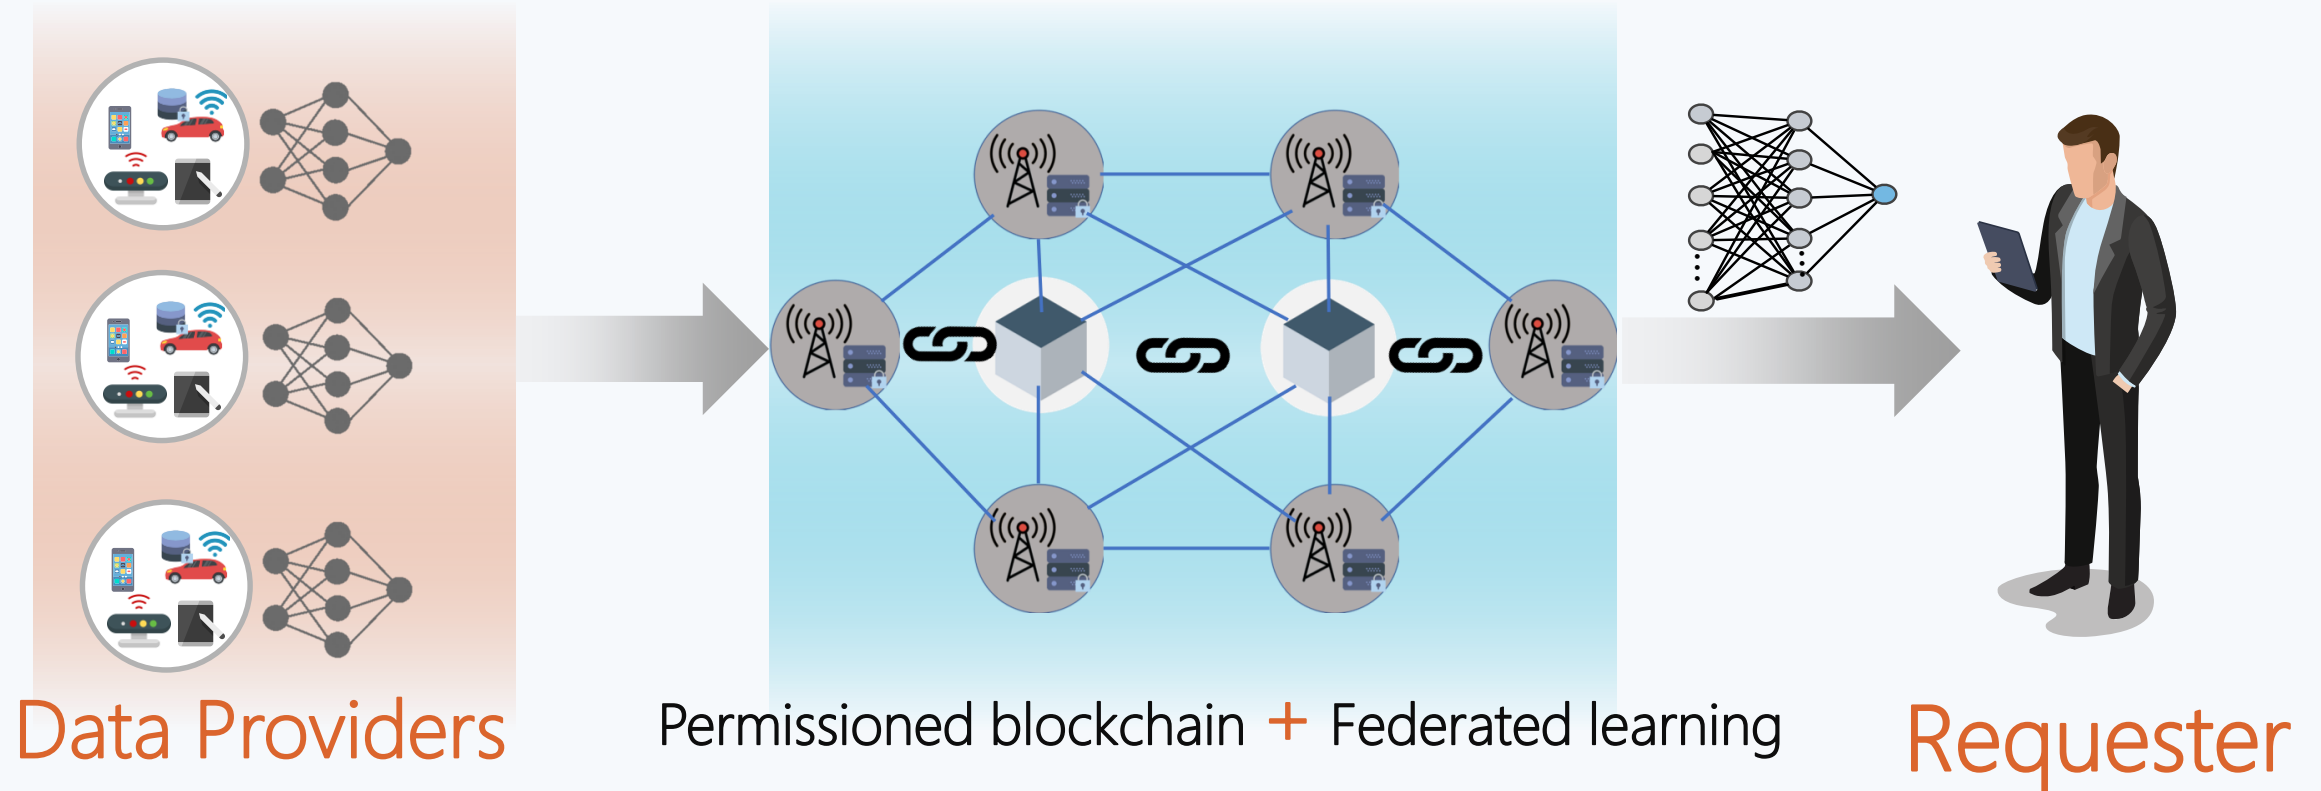 Data Providers
Permissioned blockchain + Federated learning
Requester